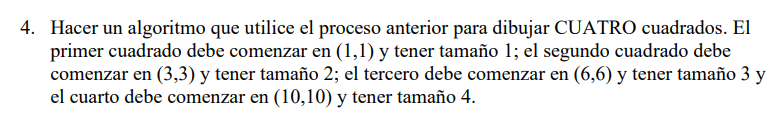 4. Hacer un algoritmo que utilice el proceso anterior para dibujar CUATRO cuadrados. El
primer cuadrado debe comenzar en (1,1) y tener tamaño 1; el segundo cuadrado debe
comenzar en (3,3) y tener tamaño 2; el tercero debe comenzar en (6,6) y tener tamaño 3 y
el cuarto debe comenzar en (10,10) y tener tamaño 4.